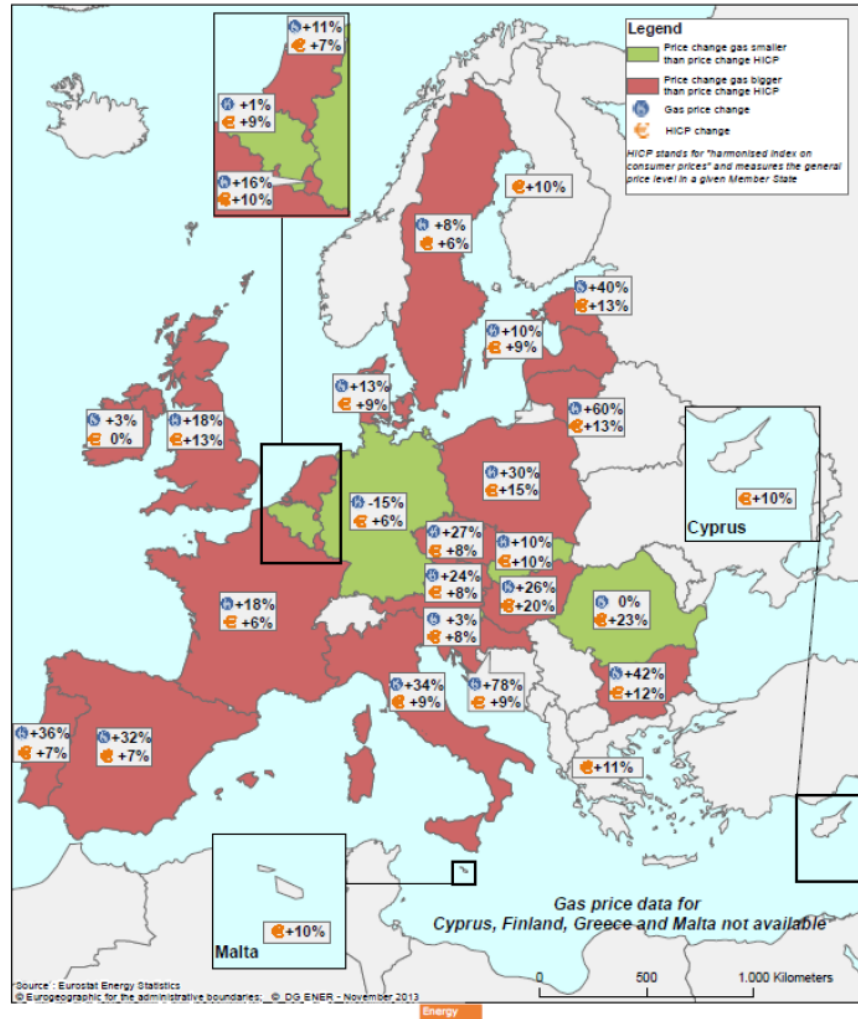 Legend
Price change gas smaller
than price change HICP
Price change gas bigger
than price change HICP
Gas price change
HICP change
HICP stands for "harmonised index on
consumer prices" and measures the general
price level in a given Member State
+11%
+7%
+1%
+9%
+16%
+10%
+10%
+8%
+6%
+40%
+13%
+10%
+9%
+13%
+9%
+3%
0%
+18%
+13%
+60%
+13%
+30%
+15%
-15%
+6%
+10%
Cyprus
+27%
+8%
+10%
+10%
+24%
+8%
+26%
+20%
+18%
+6%
0%
+23%
+3%
+8%
+34%
+9%
+78%
+9%
+42%
+12%
+36%
+7%
+32%
+7%
+11%
+10%
Malta
Gas price data for
Cyprus, Finland, Greece and Malta not available
0 500 1.000 Kilometers
Source : Eurostat Energy Statistics
© Eurogeographic for the administrative boundaries; © DG ENER - November 2013
Energy